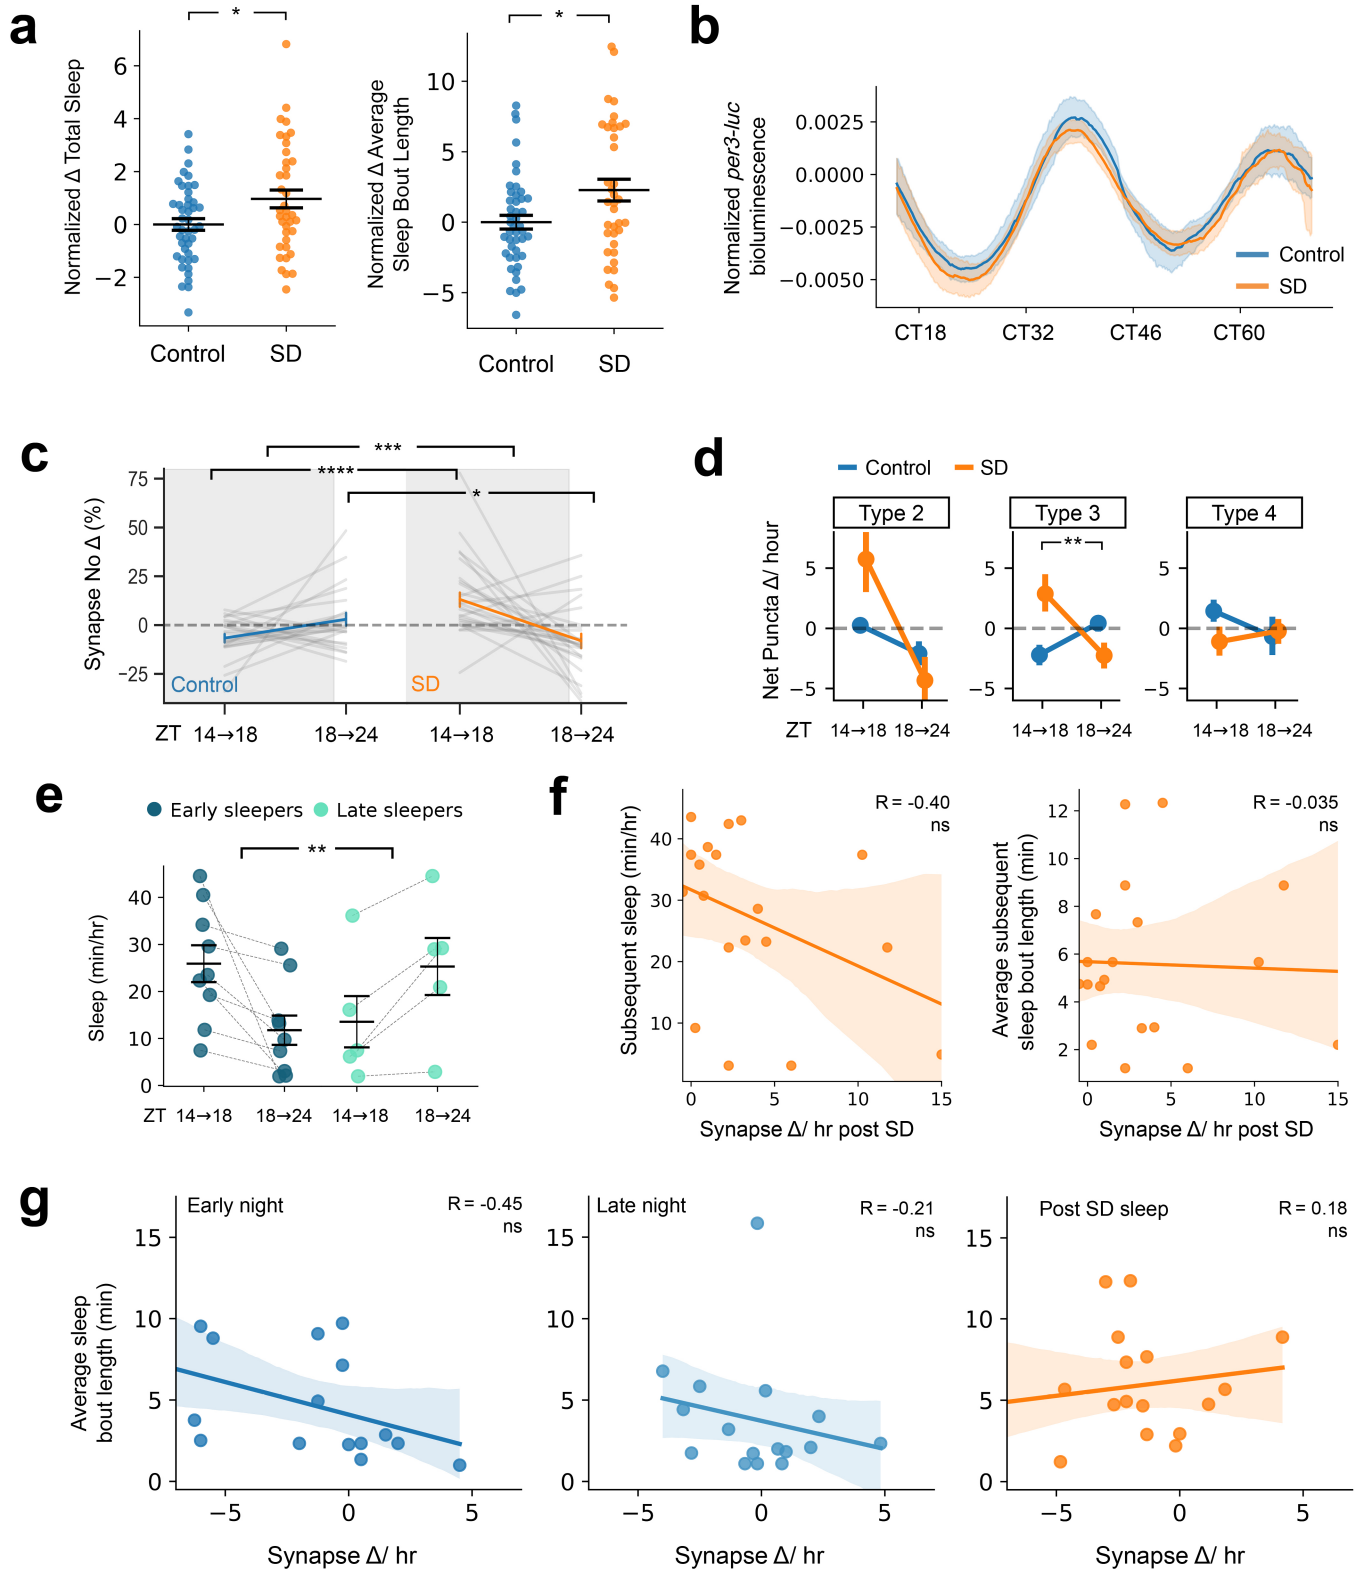 a
*
Normalized Δ Total Sleep
6
4
2
0
−2
Control
SD
*
Normalized Δ Average
Sleep Bout Length
10
5
0
−5
Control
SD
b
Normalized per3-luc
bioluminescence
0.0025
0.0000
−0.0025
−0.0050
Control
SD
CT18
CT32
CT46
CT60
c
***
****
*
Synapse No Δ (%)
75
50
25
0
−25
Control
SD
ZT
14→18
18→24
14→18
18→24
d
Control
SD
Net Puncta Δ/ hour
Type 2
Type 3
Type 4
5
0
−5
**
5
0
−5
5
0
−5
ZT
14→18
18→24
14→18
18→24
14→18
18→24
e
Early sleepers
Late sleepers
**
Sleep (min/hr)
40
30
20
10
0
ZT
14→18
18→24
14→18
18→24
f
R = -0.40
ns
Subsequent sleep (min/hr)
40
30
20
10
0
5
10
15
Synapse Δ/ hr post SD
R = -0.035
ns
Average subsequent
sleep bout length (min)
12
10
8
6
4
2
0
5
10
15
Synapse Δ/ hr post SD
g
Early night
R = -0.45
ns
Average sleep
bout length (min)
15
10
5
0
−5
0
5
Synapse Δ/ hr
Late night
R = -0.21
ns
15
10
5
0
−5
0
5
Synapse Δ/ hr
Post SD sleep
R = 0.18
ns
15
10
5
0
−5
0
5
Synapse Δ/ hr